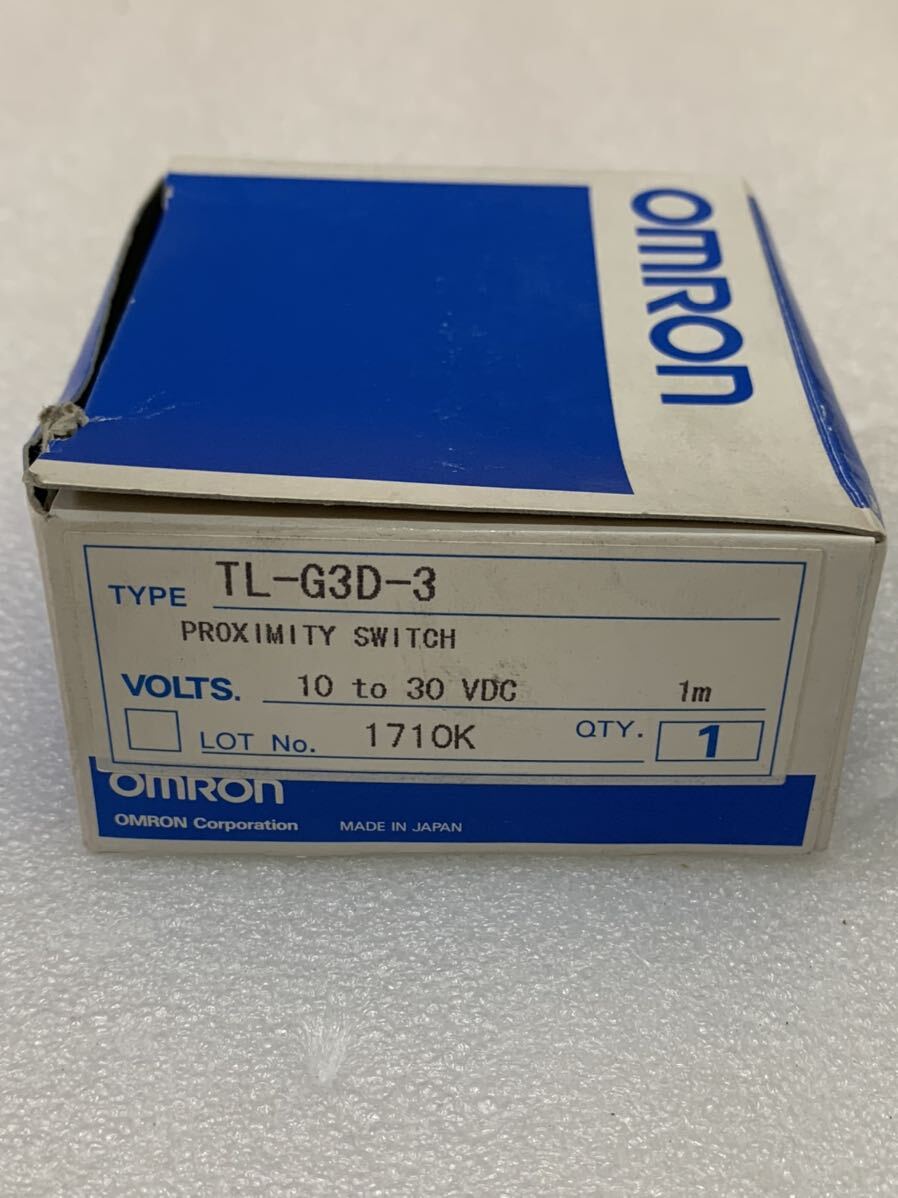 OMRON
TYPE TL-G3D-3
PROXIMITY SWITCH
VOLTS. 10 to 30 VDC 1m
LOT No. 1710K QTY. 1
OMRON
OMRON Corporation MADE IN JAPAN